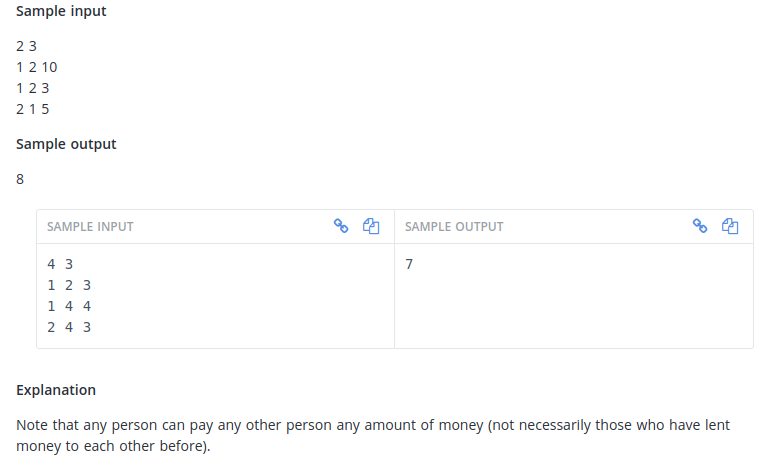 Sample input
2 3
1 2 10
1 2 3
2 1 5
Sample output
8
SAMPLE INPUT
SAMPLE OUTPUT
4 3
7
1 2 3
1 4 4
2 4 3
Explanation
Note that any person can pay any other person any amount of money (not necessarily those who have lent
money to each other before).